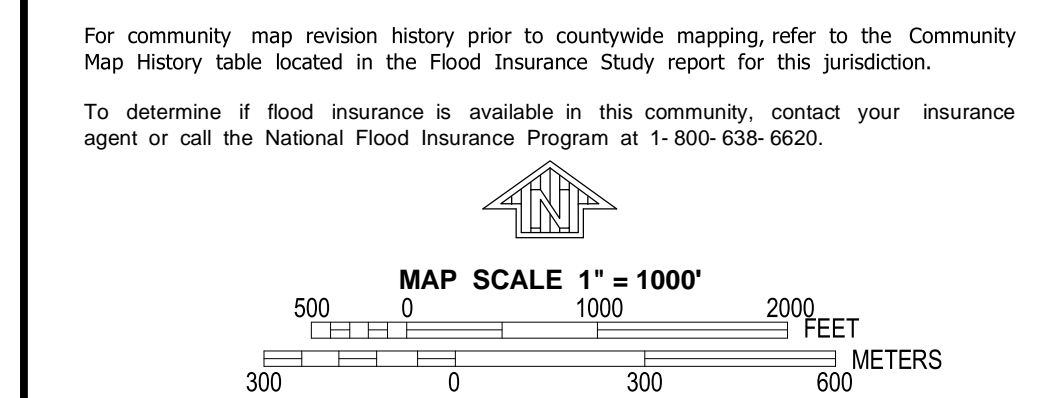 For community map revision history prior to countywide mapping, refer to the Community
Map History table located in the Flood Insurance Study report for this jurisdiction.
To determine if flood insurance is available in this community, contact your insurance
agent or call the National Flood Insurance Program at 1- 800- 638- 6620.
N
MAP SCALE 1" = 1000'
500 0 1000 2000
FEET
METERS
300 0 300 600